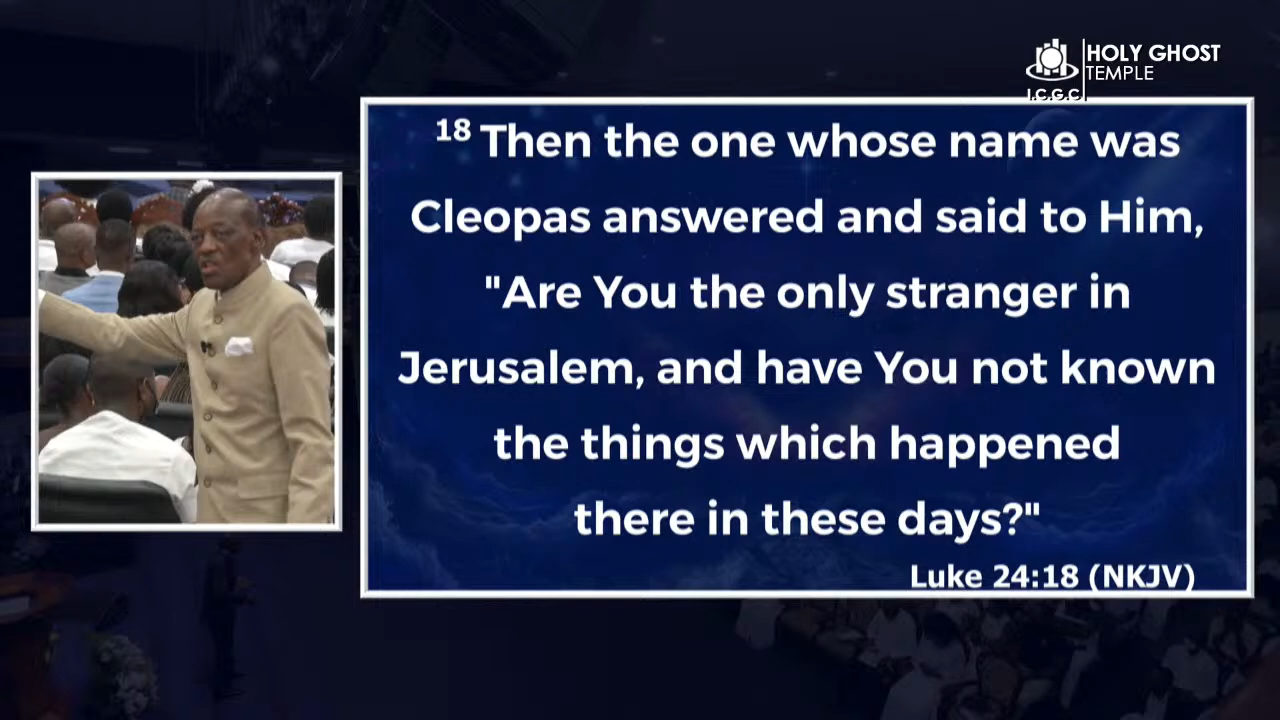 HOLY GHOST
TEMPLE
I.C.G.C
18 Then the one whose name was
Cleopas answered and said to Him,
"Are You the only stranger in
Jerusalem, and have You not known
the things which happened
there in these days?"
Luke 24:18 (NKJV)